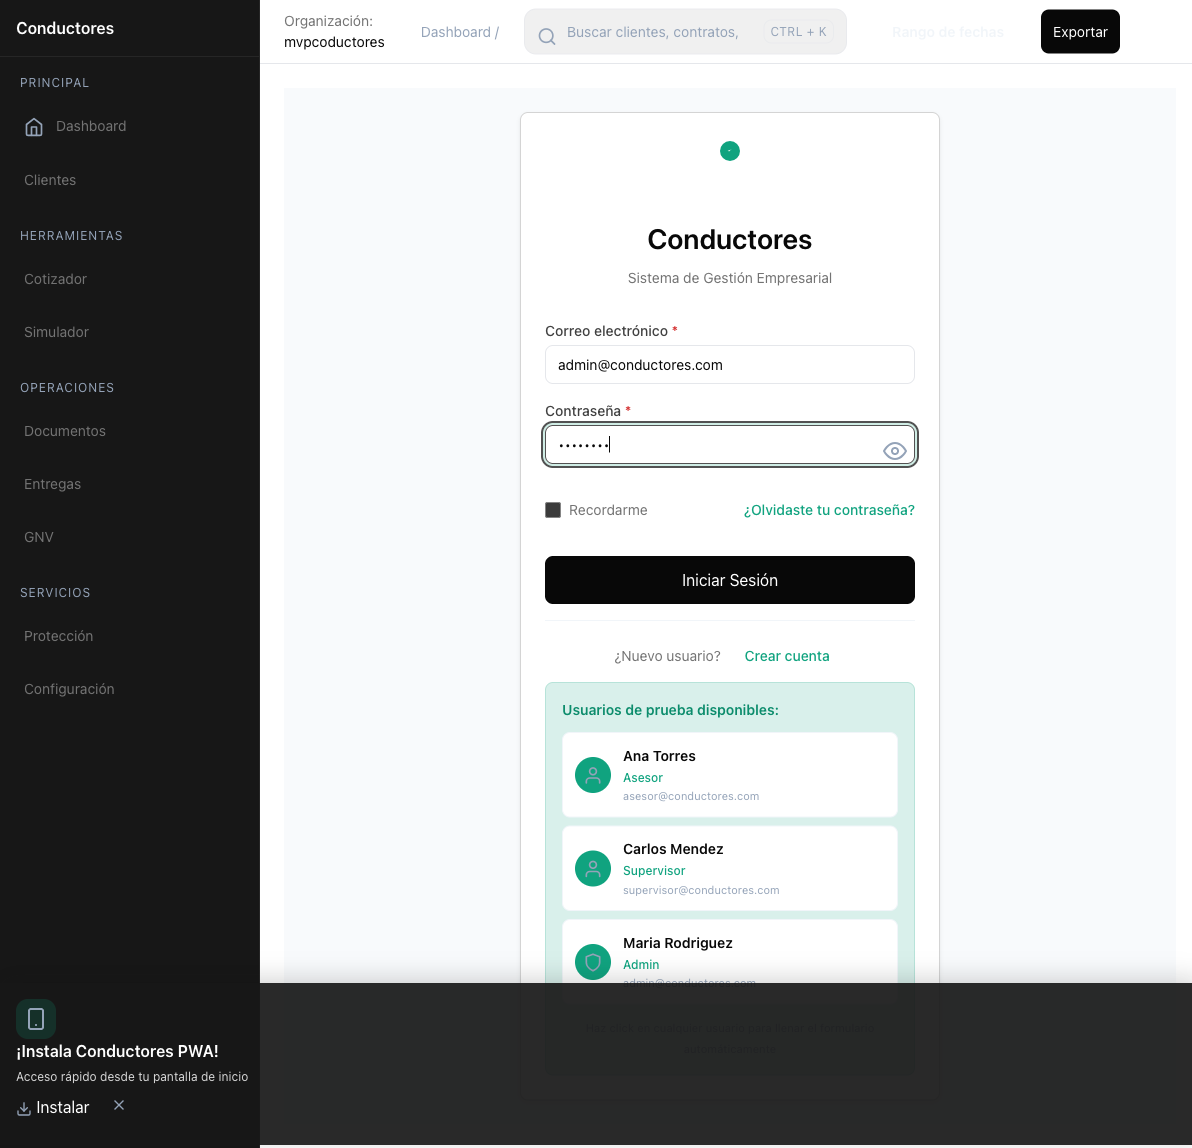 Conductores
PRINCIPAL
Dashboard
Clientes
HERRAMIENTAS
Cotizador
Simulador
OPERACIONES
Documentos
Entregas
GNV
SERVICIOS
Protección
Configuración
¡Instala Conductores PWA!
Acceso rápido desde tu pantalla de inicio
Instalar
Organización:
mvpcoductores
Dashboard /
Buscar clientes, contratos,
CTRL + K
Rango de fechas
Exportar
Conductores
Sistema de Gestión Empresarial
Correo electrónico *
admin@conductores.com
Contraseña *
••••••••
Recordarme
¿Olvidaste tu contraseña?
Iniciar Sesión
¿Nuevo usuario? Crear cuenta
Usuarios de prueba disponibles:
Ana Torres
Asesor
asesor@conductores.com
Carlos Mendez
Supervisor
supervisor@conductores.com
Maria Rodriguez
Admin
admin@conductores.com